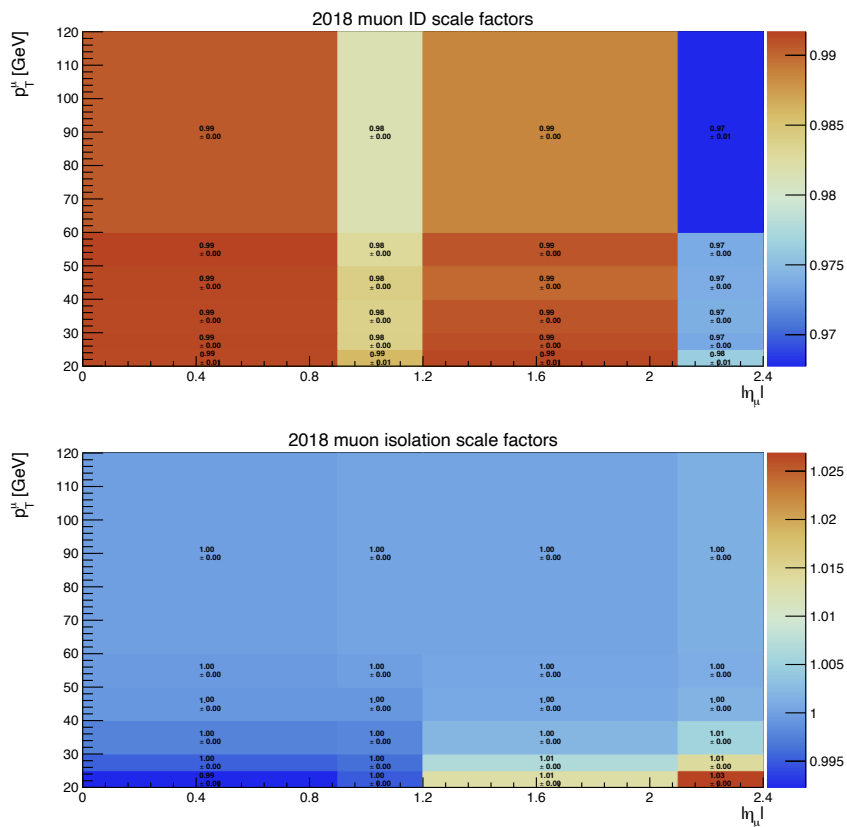 2018 muon ID scale factors
p_T^μ [GeV]
120
110
100
90
80
70
60
50
40
30
20
0.99 0.98 0.99 0.97
± 0.00 ± 0.00 ± 0.00 ± 0.01
0.99 0.98 0.99 0.97
± 0.00 ± 0.00 ± 0.00 ± 0.00
0.99 0.98 0.99 0.97
± 0.00 ± 0.00 ± 0.00 ± 0.00
0.99 0.98 0.99 0.97
± 0.00 ± 0.00 ± 0.00 ± 0.00
0.99 0.98 0.99 0.97
± 0.00 ± 0.00 ± 0.00 ± 0.00
0.99 0.99 0.99 0.98
± 0.01 ± 0.01 ± 0.01 ± 0.01
0 0.4 0.8 1.2 1.6 2 2.4
|η_μ|
0.99
0.985
0.98
0.975
0.97
2018 muon isolation scale factors
p_T^μ [GeV]
120
110
100
90
80
70
60
50
40
30
20
1.00 1.00 1.00 1.00
± 0.00 ± 0.00 ± 0.00 ± 0.00
1.00 1.00 1.00 1.00
± 0.00 ± 0.00 ± 0.00 ± 0.00
1.00 1.00 1.00 1.00
± 0.00 ± 0.00 ± 0.00 ± 0.00
1.00 1.00 1.00 1.01
± 0.00 ± 0.00 ± 0.00 ± 0.00
1.00 1.00 1.01 1.01
± 0.00 ± 0.00 ± 0.00 ± 0.00
0.99 1.00 1.01 1.03
± 0.00 ± 0.00 ± 0.00 ± 0.00
0 0.4 0.8 1.2 1.6 2 2.4
|η_μ|
1.025
1.02
1.015
1.01
1.005
1
0.995